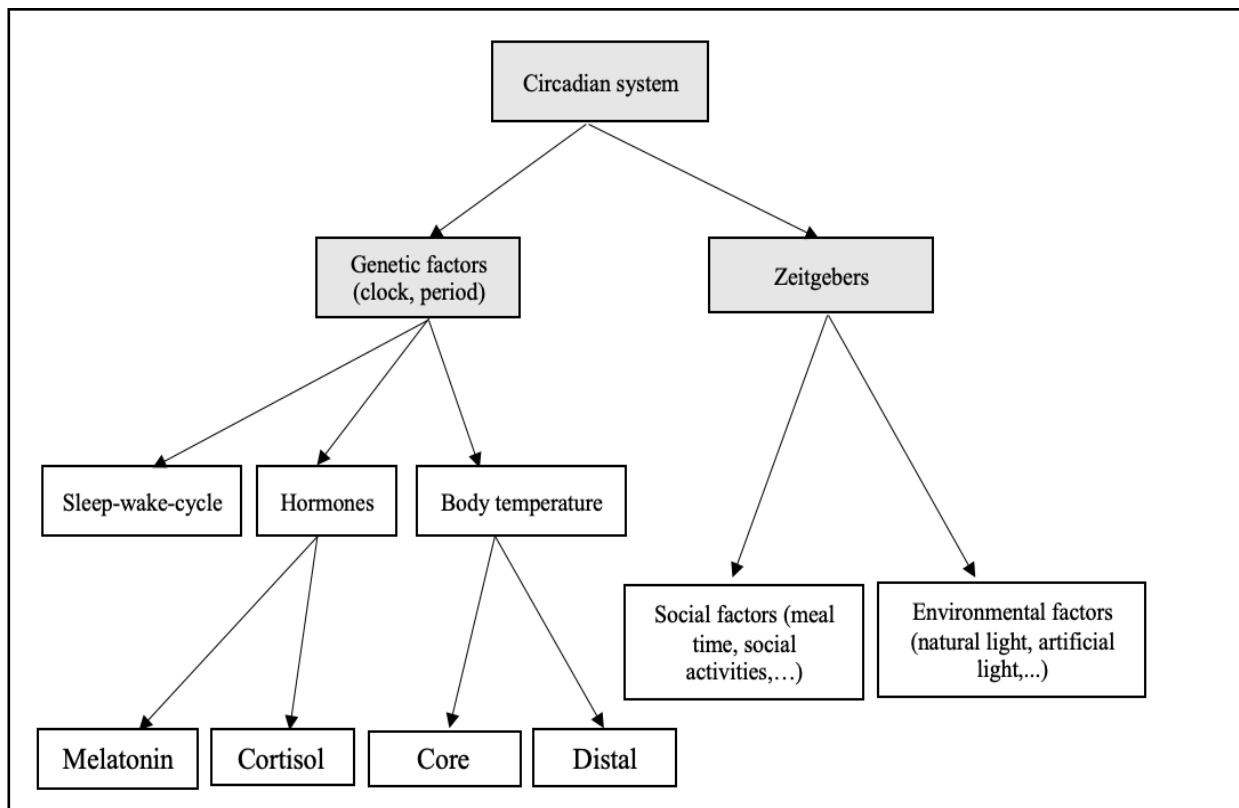 Circadian system
Genetic factors
(clock, period)
Zeitgebers
Sleep-wake-cycle
Hormones
Body temperature
Social factors (meal
time, social
activities,…)
Environmental factors
(natural light, artificial
light,...)
Melatonin
Cortisol
Core
Distal